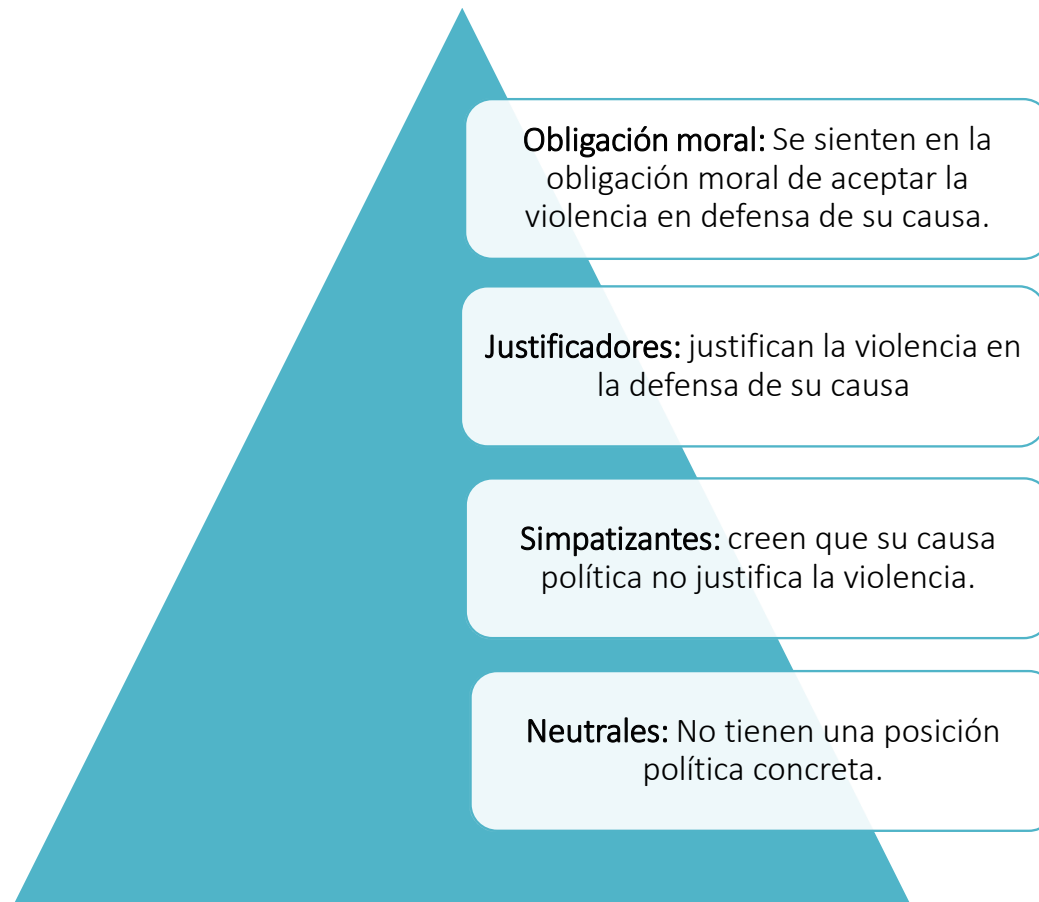 Obligación moral: Se sienten en la
obligación moral de aceptar la
violencia en defensa de su causa.
Justificadores: justifican la violencia en
la defensa de su causa
Simpatizantes: creen que su causa
política no justifica la violencia.
Neutrales: No tienen una posición
política concreta.